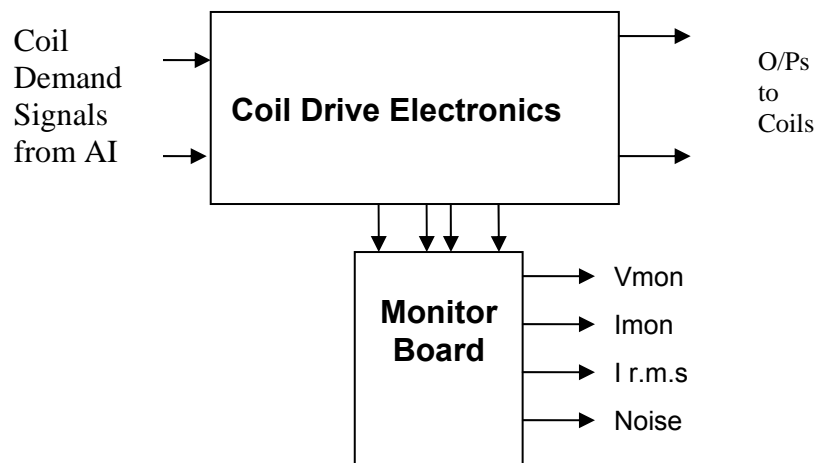 Coil
Demand
Signals
from AI
Coil Drive Electronics
O/Ps
to
Coils
Monitor
Board
Vmon
Imon
I r.m.s
Noise